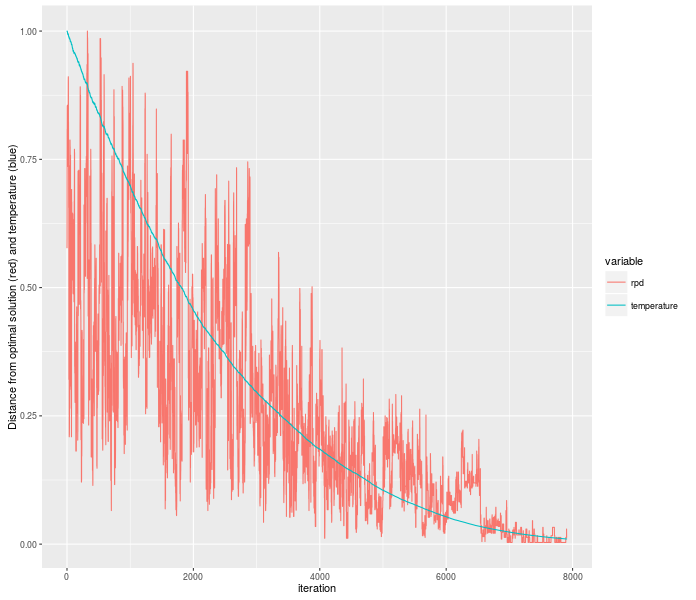 Distance from optimal solution (red) and temperature (blue)
1.00
0.75
0.50
0.25
0.00
0
2000
4000
6000
8000
iteration
variable
rpd
temperature